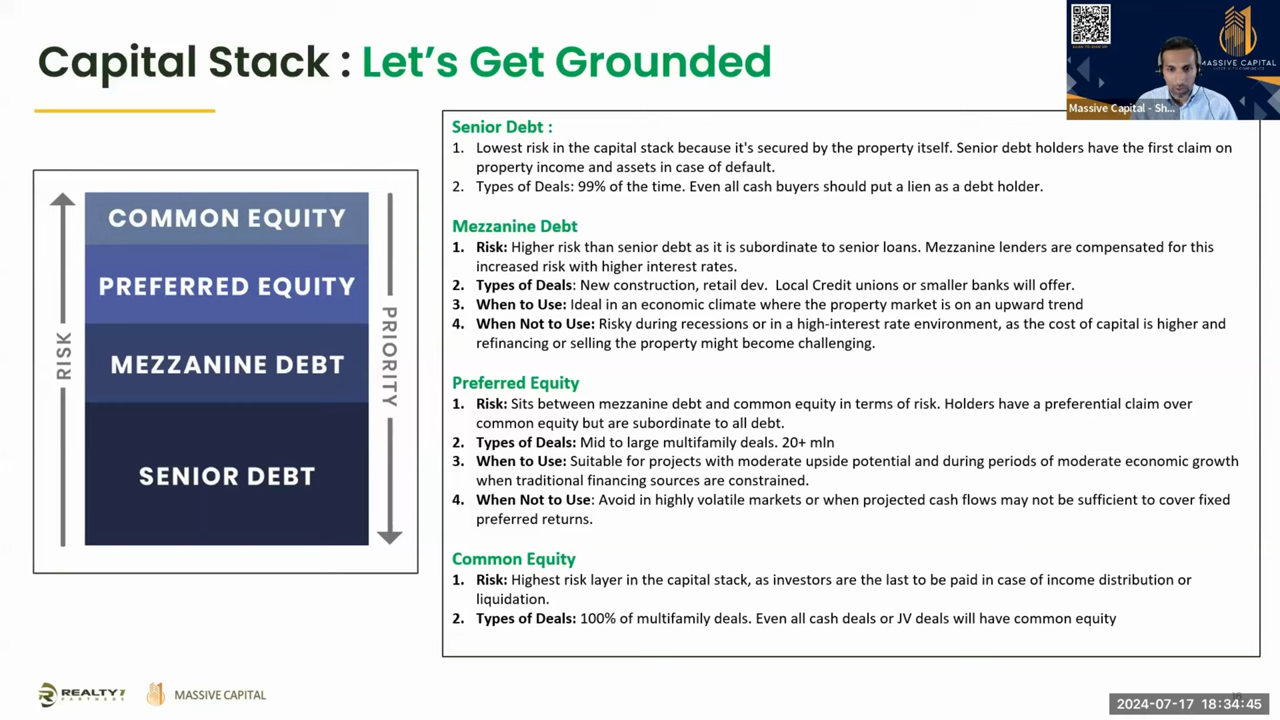 Capital Stack : Let's Get Grounded
SCAN TO SIGN UP
MASSIVE CAPITAL
Massive Capital - Sh...
COMMON EQUITY
PREFERRED EQUITY
MEZZANINE DEBT
SENIOR DEBT
RISK
PRIORITY
Senior Debt :
1. Lowest risk in the capital stack because it's secured by the property itself. Senior debt holders have the first claim on
property income and assets in case of default.
2. Types of Deals: 99% of the time. Even all cash buyers should put a lien as a debt holder.
Mezzanine Debt
1. Risk: Higher risk than senior debt as it is subordinate to senior loans. Mezzanine lenders are compensated for this
increased risk with higher interest rates.
2. Types of Deals: New construction, retail dev.  Local Credit unions or smaller banks will offer.
3. When to Use: Ideal in an economic climate where the property market is on an upward trend
4. When Not to Use: Risky during recessions or in a high-interest rate environment, as the cost of capital is higher and
refinancing or selling the property might become challenging.
Preferred Equity
1. Risk: Sits between mezzanine debt and common equity in terms of risk. Holders have a preferential claim over
common equity but are subordinate to all debt.
2. Types of Deals: Mid to large multifamily deals. 20+ mln
3. When to Use: Suitable for projects with moderate upside potential and during periods of moderate economic growth
when traditional financing sources are constrained.
4. When Not to Use: Avoid in highly volatile markets or when projected cash flows may not be sufficient to cover fixed
preferred returns.
Common Equity
1. Risk: Highest risk layer in the capital stack, as investors are the last to be paid in case of income distribution or
liquidation.
2. Types of Deals: 100% of multifamily deals. Even all cash deals or JV deals will have common equity
REALTY
PARTNERS
MASSIVE CAPITAL
2024-07-17 18:34:45